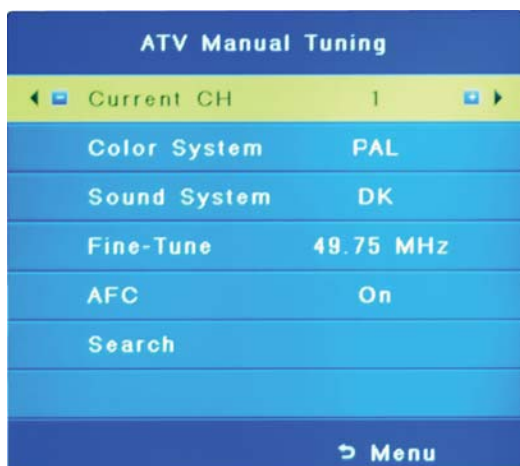 ATV Manual Tuning
Current CH 1
Color System PAL
Sound System DK
Fine-Tune 49.75 MHz
AFC On
Search
Menu